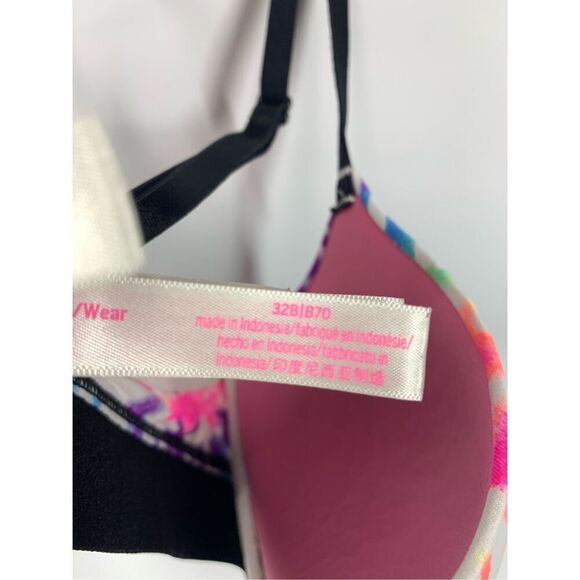 /Wear
32B|B70
made in Indonesia/fabriqué en Indonésie/
hecho en Indonesia/fabricato in
Indonesia/印度尼西亚制造